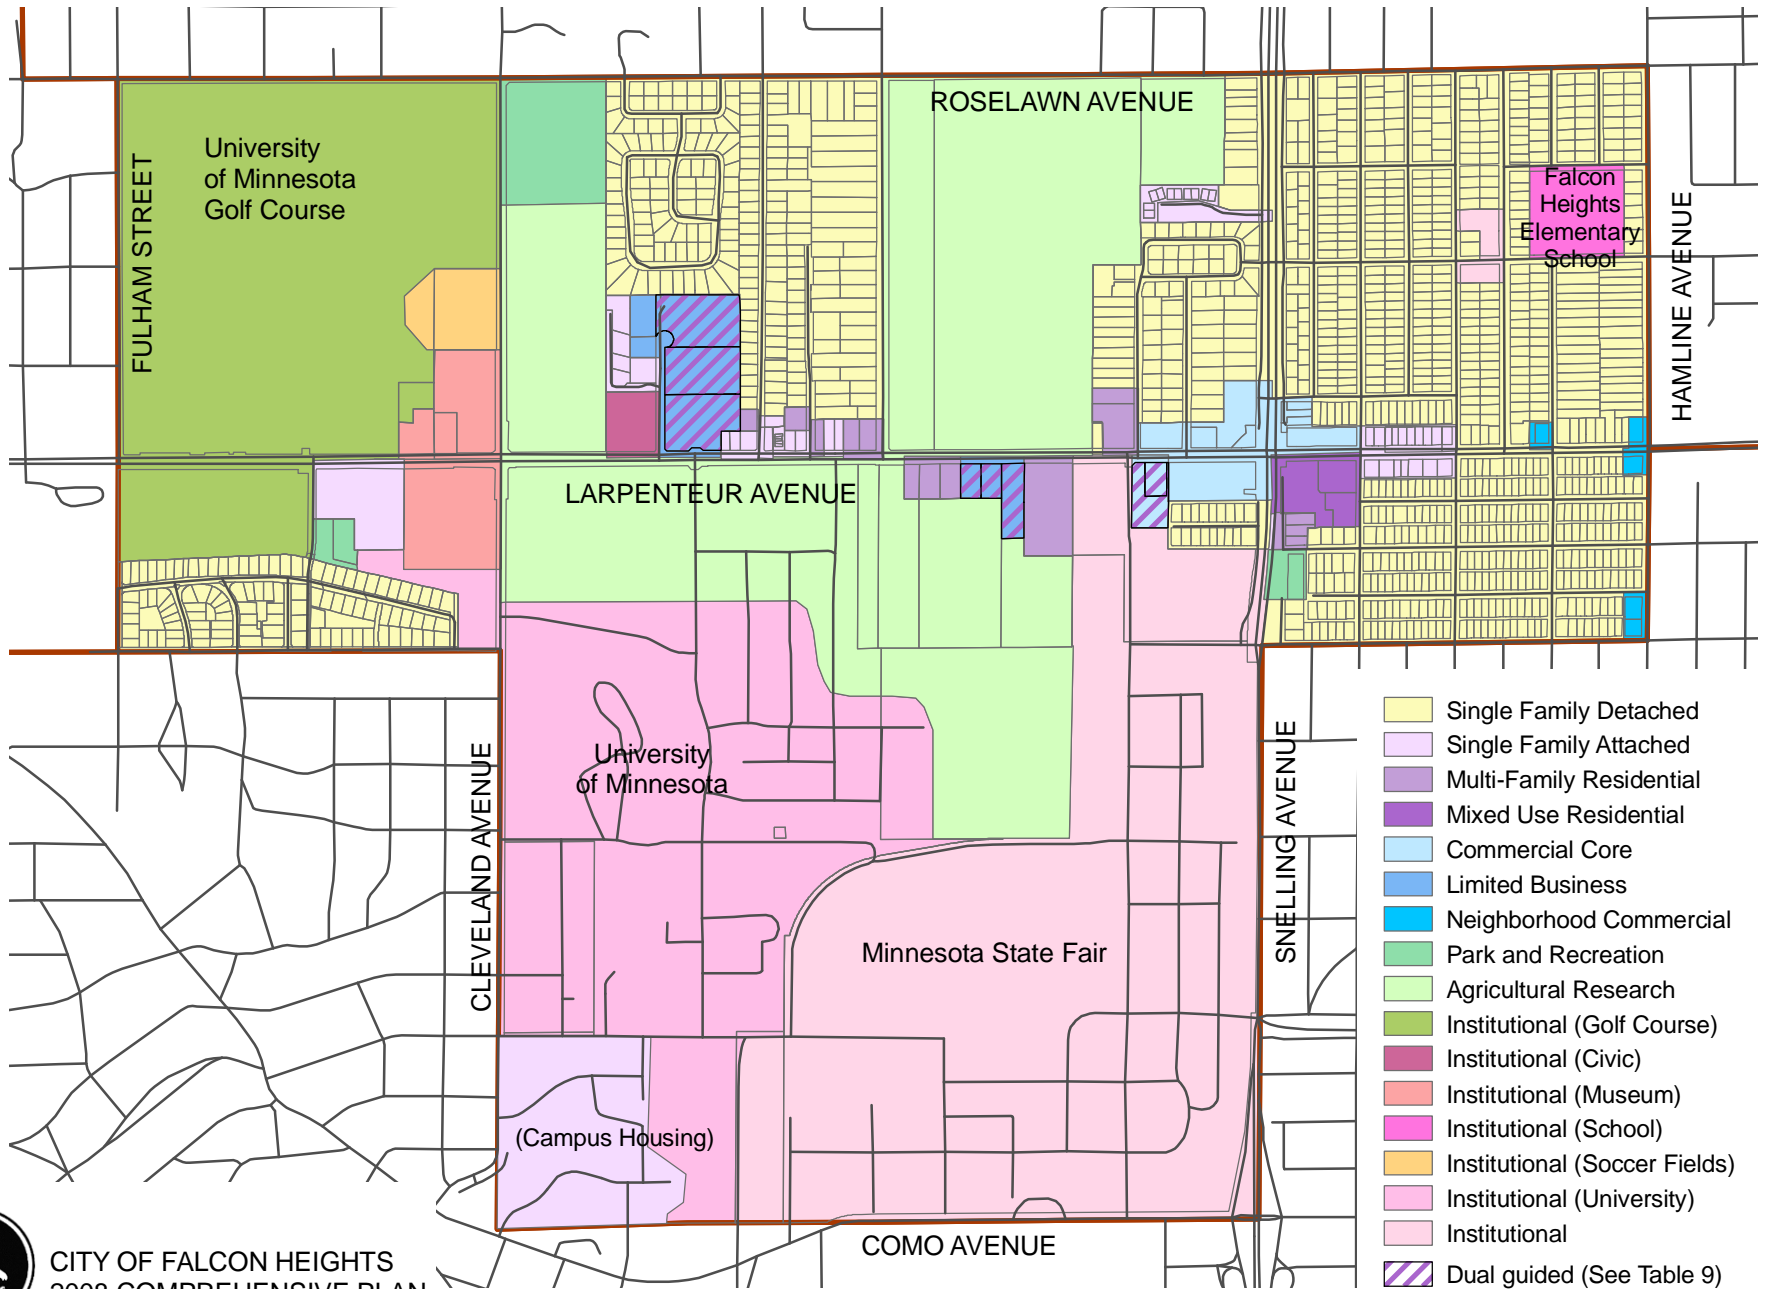 ROSELAWN AVENUE
University
of Minnesota
Golf Course
FULHAM STREET
Falcon
Heights
Elementary
School
HAMLINE AVENUE
LARPENTEUR AVENUE
University
of Minnesota
CLEVELAND AVENUE
SNELLING AVENUE
Minnesota State Fair
(Campus Housing)
COMO AVENUE
Single Family Detached
Single Family Attached
Multi-Family Residential
Mixed Use Residential
Commercial Core
Limited Business
Neighborhood Commercial
Park and Recreation
Agricultural Research
Institutional (Golf Course)
Institutional (Civic)
Institutional (Museum)
Institutional (School)
Institutional (Soccer Fields)
Institutional (University)
Institutional
Dual guided (See Table 9)
CITY OF FALCON HEIGHTS
2008 COMPREHENSIVE PLAN